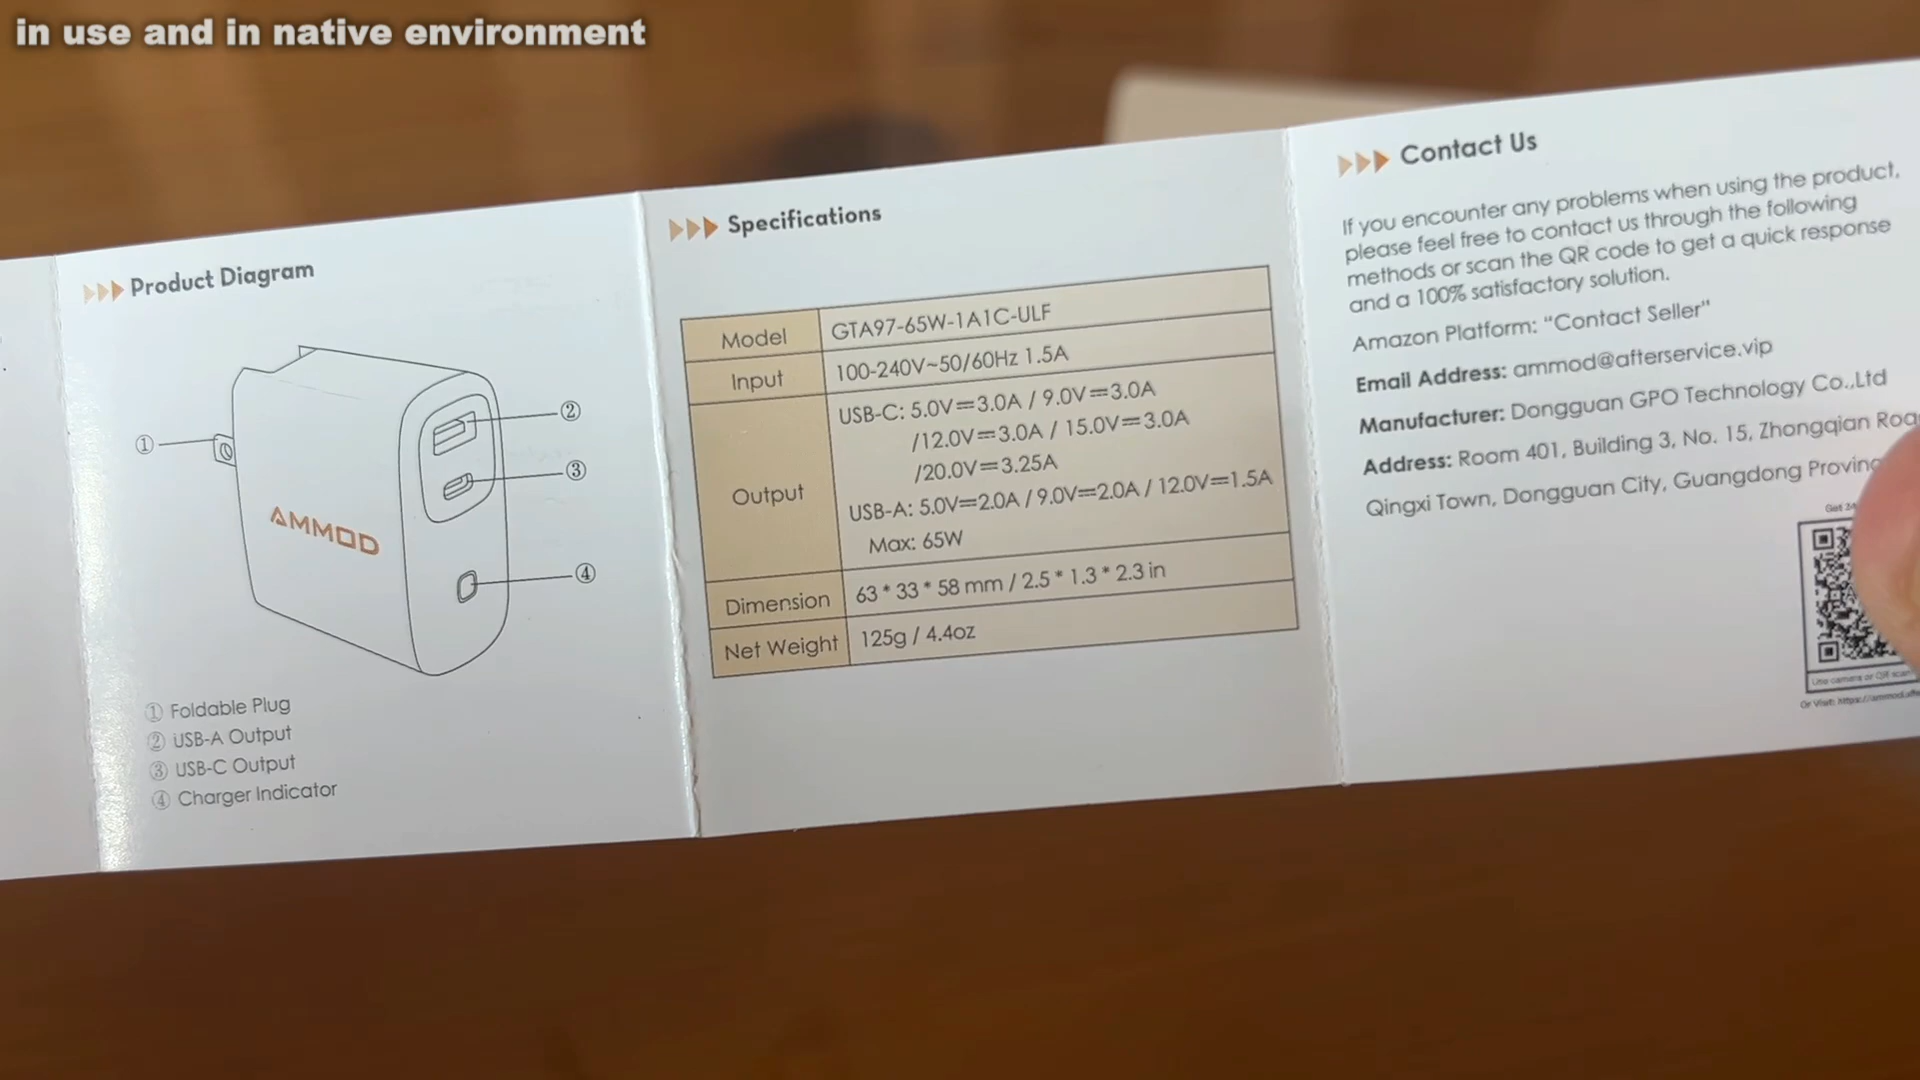 in use and in native environment
Product Diagram
①
②
③
④
AMMOD
① Foldable Plug
② USB-A Output
③ USB-C Output
④ Charger Indicator
Specifications
Model GTA97-65W-1A1C-ULF
Input 100-240V~50/60Hz 1.5A
Output
USB-C: 5.0V⎓3.0A / 9.0V⎓3.0A
/12.0V⎓3.0A / 15.0V⎓3.0A
/20.0V⎓3.25A
USB-A: 5.0V⎓2.0A / 9.0V⎓2.0A / 12.0V⎓1.5A
Max: 65W
Dimension 63 * 33 * 58 mm / 2.5 * 1.3 * 2.3 in
Net Weight 125g / 4.4oz
Contact Us
If you encounter any problems when using the product,
please feel free to contact us through the following
methods or scan the QR code to get a quick response
and a 100% satisfactory solution.
Amazon Platform: “Contact Seller”
Email Address: ammod@afterservice.vip
Manufacturer: Dongguan GPO Technology Co.,Ltd
Address: Room 401, Building 3, No. 15, Zhongqian
Qingxi Town, Dongguan City, Guangdong
Get
Use camera or QR
Or Visit: